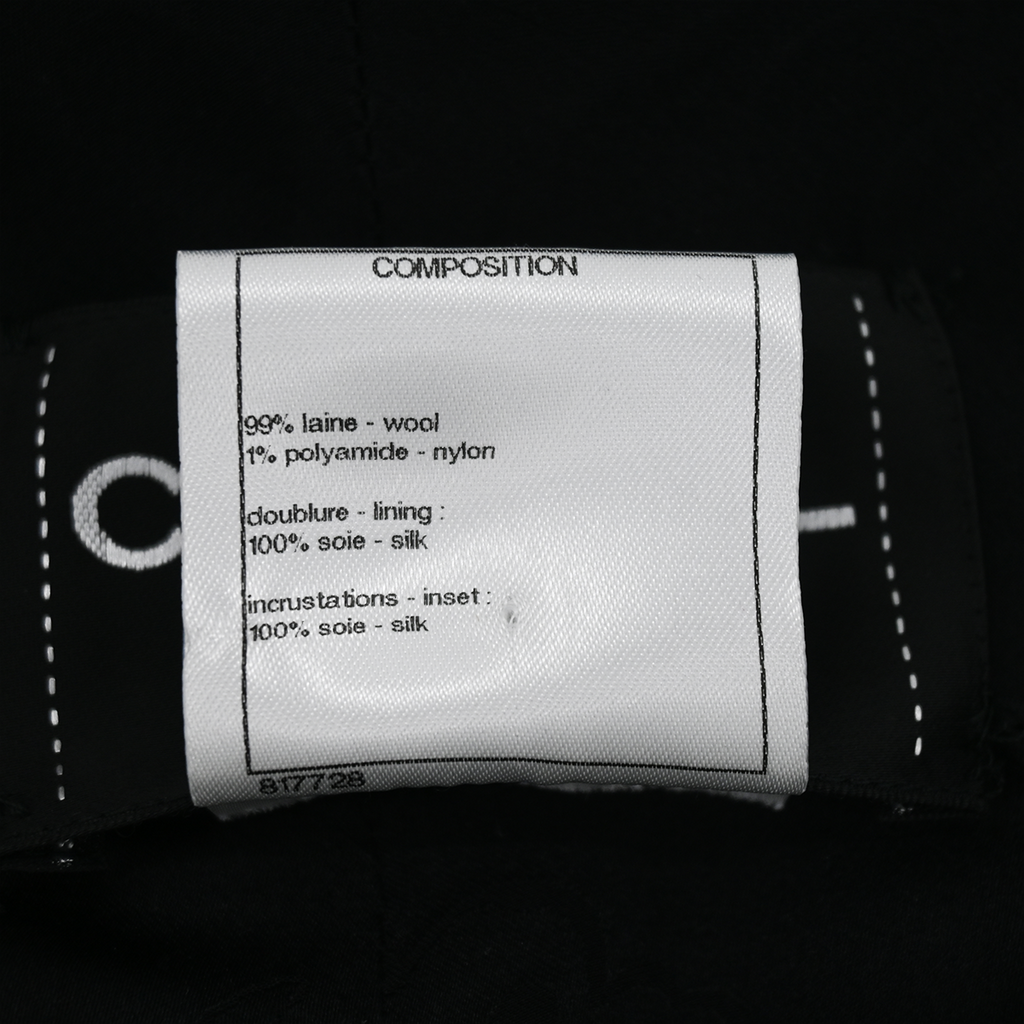 COMPOSITION
99% laine - wool
1% polyamide - nylon
doublure - lining :
100% soie - silk
incrustations - inset :
100% soie - silk
817728